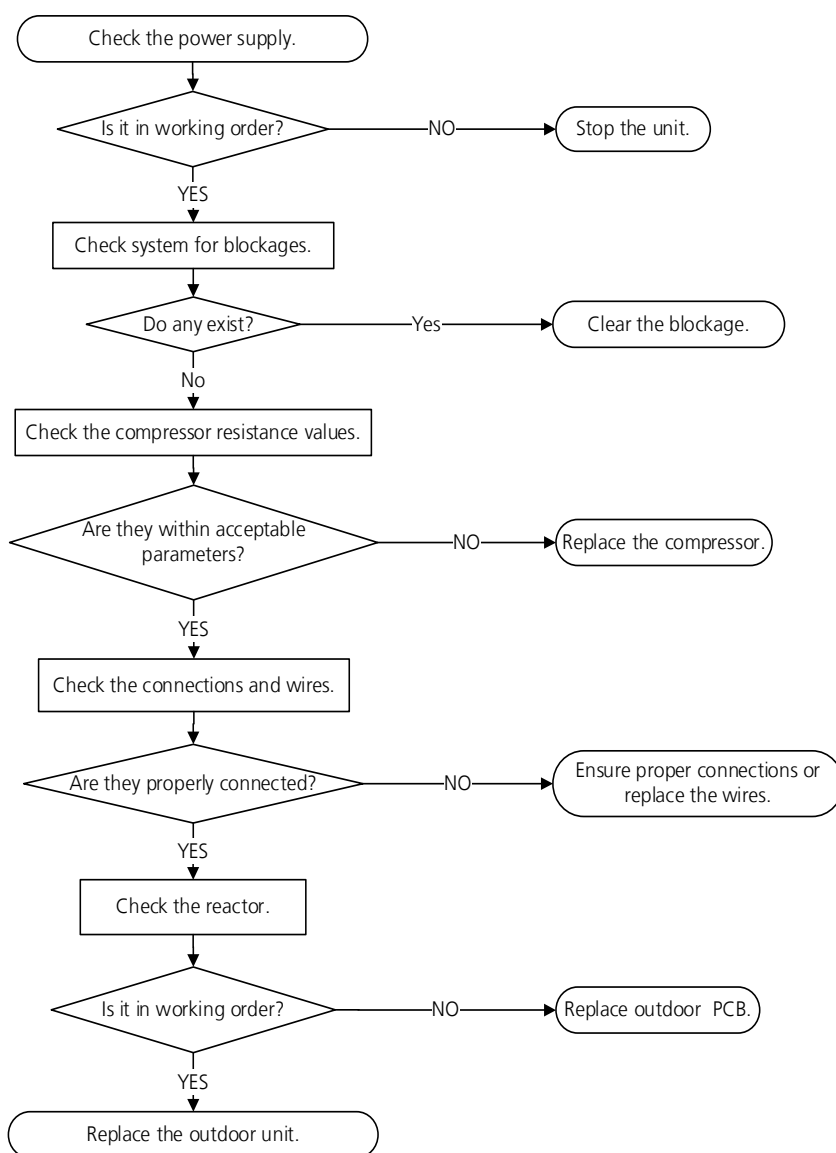 Check the power supply.
Is it in working order?
NO
Stop the unit.
YES
Check system for blockages.
Do any exist?
Yes
Clear the blockage.
No
Check the compressor resistance values.
Are they within acceptable
parameters?
NO
Replace the compressor.
YES
Check the connections and wires.
Are they properly connected?
NO
Ensure proper connections or
replace the wires.
YES
Check the reactor.
Is it in working order?
NO
Replace outdoor PCB.
YES
Replace the outdoor unit.